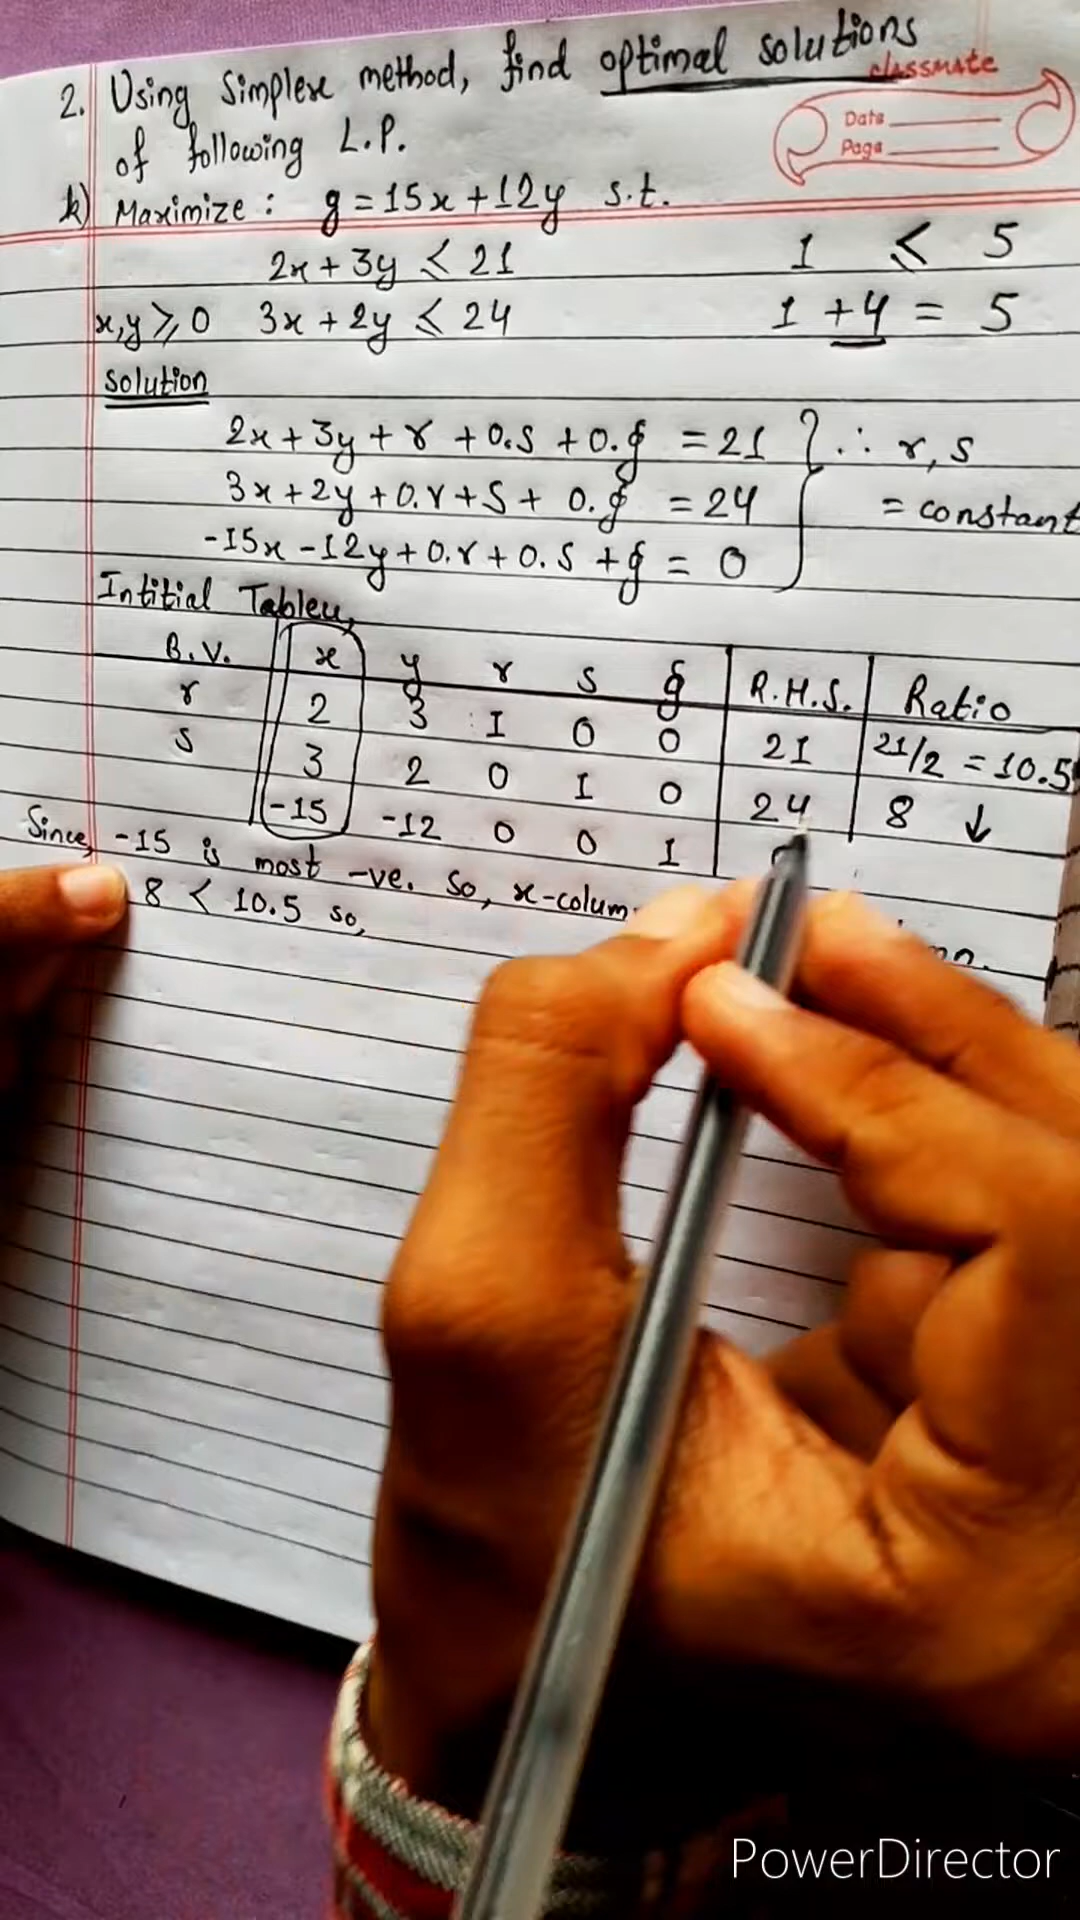 2. Using Simplex method, find optimal solutions
classmate
Date
Page
of following L.P.
k) Maximize : g = 15x + 12y s.t.
2x + 3y ≤ 21
1 ≤ 5
x,y ≥ 0 3x + 2y ≤ 24
1 + 4 = 5
Solution
2x + 3y + r + 0.s + 0.g = 21 } ∴ r, s
3x + 2y + 0.r + s + 0.g = 24 = constant
-15x - 12y + 0.r + 0.s + g = 0
Intitial Tableu,
B.V. x y r s g R.H.S. Ratio
r 2 3 1 0 0 21 21/2 = 10.5
s 3 2 0 1 0 24 8 ↓
-15 -12 0 0 1
Since, -15 is most -ve. So, x-colum
8 < 10.5 so,
PowerDirector